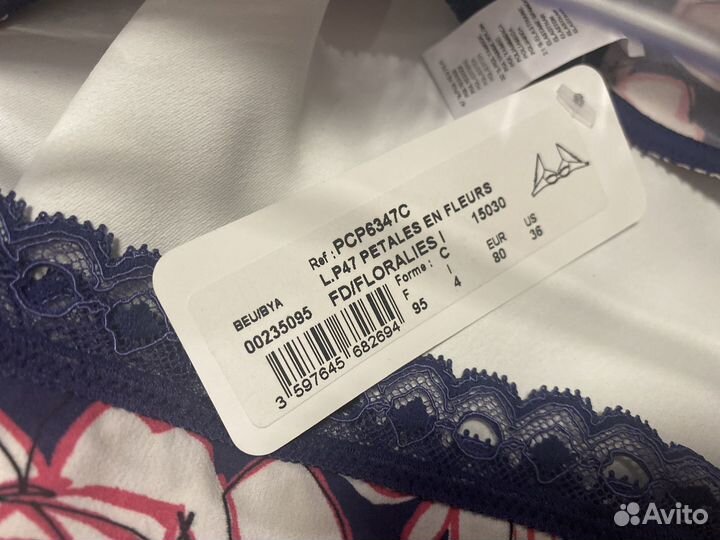 Ref : PCP6347C
L.P47 PETALES EN FLEURS
FD/FLORALIES I 15030
Forme : C EUR US
F I 80 36
95 4
BEU/BYA
00235095
3 597645 682694
Avito